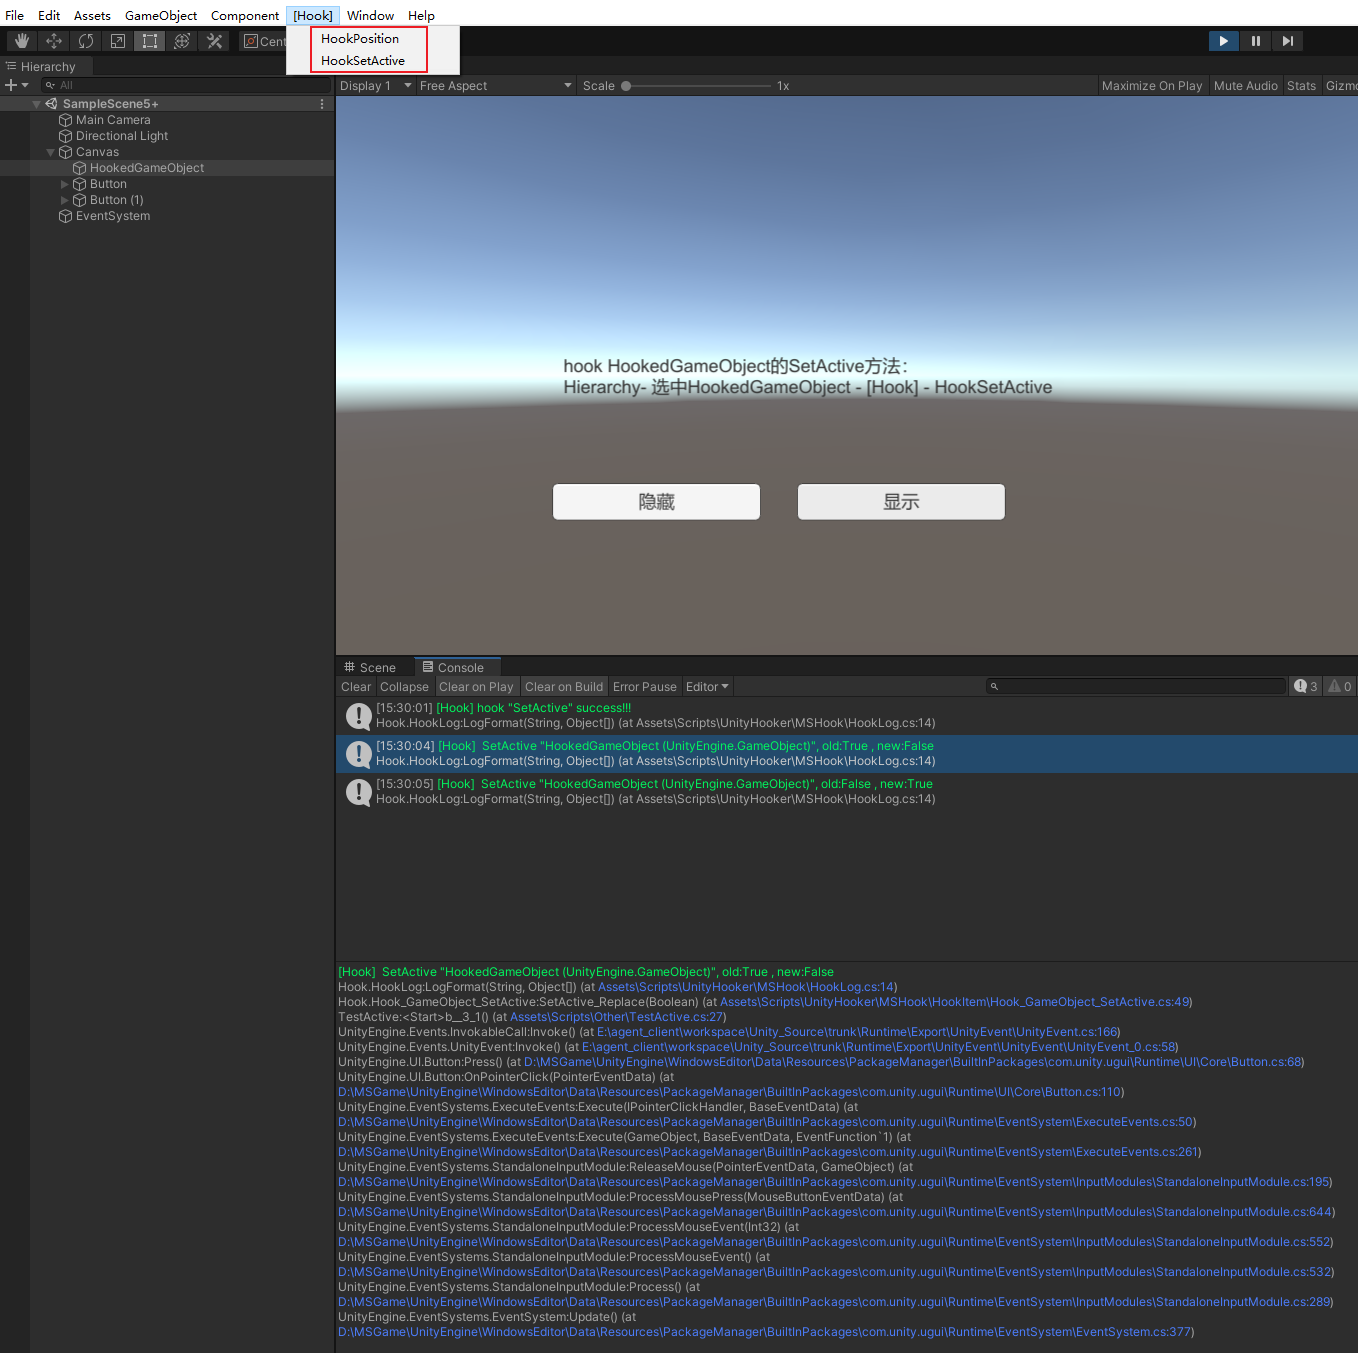 File Edit Assets GameObject Component [Hook] Window Help
HookPosition
HookSetActive
Cent
Hierarchy
All
SampleScene5+
Main Camera
Directional Light
Canvas
HookedGameObject
Button
Button (1)
EventSystem
Display 1 Free Aspect Scale 1x Maximize On Play Mute Audio Stats Gizmo
hook HookedGameObject的SetActive方法：
Hierarchy- 选中HookedGameObject - [Hook] - HookSetActive
隐藏 显示
Scene Console
Clear Collapse Clear on Play Clear on Build Error Pause Editor 3 0
[15:30:01] [Hook] hook "SetActive" success!!!
Hook.HookLog:LogFormat(String, Object[]) (at Assets\Scripts\UnityHooker\MSHook\HookLog.cs:14)
[15:30:04] [Hook]  SetActive "HookedGameObject (UnityEngine.GameObject)", old:True , new:False
Hook.HookLog:LogFormat(String, Object[]) (at Assets\Scripts\UnityHooker\MSHook\HookLog.cs:14)
[15:30:05] [Hook]  SetActive "HookedGameObject (UnityEngine.GameObject)", old:False , new:True
Hook.HookLog:LogFormat(String, Object[]) (at Assets\Scripts\UnityHooker\MSHook\HookLog.cs:14)
[Hook]  SetActive "HookedGameObject (UnityEngine.GameObject)", old:True , new:False
Hook.HookLog:LogFormat(String, Object[]) (at Assets\Scripts\UnityHooker\MSHook\HookLog.cs:14)
Hook.Hook_GameObject_SetActive:SetActive_Replace(Boolean) (at Assets\Scripts\UnityHooker\MSHook\HookItem\Hook_GameObject_SetActive.cs:49)
TestActive:<Start>b__3_1() (at Assets\Scripts\Other\TestActive.cs:27)
UnityEngine.Events.InvokableCall:Invoke() (at E:\agent_client\workspace\Unity_Source\trunk\Runtime\Export\UnityEvent\UnityEvent.cs:166)
UnityEngine.Events.UnityEvent:Invoke() (at E:\agent_client\workspace\Unity_Source\trunk\Runtime\Export\UnityEvent\UnityEvent\UnityEvent_0.cs:58)
UnityEngine.UI.Button:Press() (at D:\MSGame\UnityEngine\WindowsEditor\Data\Resources\PackageManager\BuiltInPackages\com.unity.ugui\Runtime\UI\Core\Button.cs:68)
UnityEngine.UI.Button:OnPointerClick(PointerEventData) (at
D:\MSGame\UnityEngine\WindowsEditor\Data\Resources\PackageManager\BuiltInPackages\com.unity.ugui\Runtime\UI\Core\Button.cs:110)
UnityEngine.EventSystems.ExecuteEvents:Execute(IPointerClickHandler, BaseEventData) (at
D:\MSGame\UnityEngine\WindowsEditor\Data\Resources\PackageManager\BuiltInPackages\com.unity.ugui\Runtime\EventSystem\ExecuteEvents.cs:50)
UnityEngine.EventSystems.ExecuteEvents:Execute(GameObject, BaseEventData, EventFunction`1) (at
D:\MSGame\UnityEngine\WindowsEditor\Data\Resources\PackageManager\BuiltInPackages\com.unity.ugui\Runtime\EventSystem\ExecuteEvents.cs:261)
UnityEngine.EventSystems.StandaloneInputModule:ReleaseMouse(PointerEventData, GameObject) (at
D:\MSGame\UnityEngine\WindowsEditor\Data\Resources\PackageManager\BuiltInPackages\com.unity.ugui\Runtime\EventSystem\InputModules\StandaloneInputModule.cs:195)
UnityEngine.EventSystems.StandaloneInputModule:ProcessMousePress(MouseButtonEventData) (at
D:\MSGame\UnityEngine\WindowsEditor\Data\Resources\PackageManager\BuiltInPackages\com.unity.ugui\Runtime\EventSystem\InputModules\StandaloneInputModule.cs:644)
UnityEngine.EventSystems.StandaloneInputModule:ProcessMouseEvent(Int32) (at
D:\MSGame\UnityEngine\WindowsEditor\Data\Resources\PackageManager\BuiltInPackages\com.unity.ugui\Runtime\EventSystem\InputModules\StandaloneInputModule.cs:552)
UnityEngine.EventSystems.StandaloneInputModule:ProcessMouseEvent() (at
D:\MSGame\UnityEngine\WindowsEditor\Data\Resources\PackageManager\BuiltInPackages\com.unity.ugui\Runtime\EventSystem\InputModules\StandaloneInputModule.cs:532)
UnityEngine.EventSystems.StandaloneInputModule:Process() (at
D:\MSGame\UnityEngine\WindowsEditor\Data\Resources\PackageManager\BuiltInPackages\com.unity.ugui\Runtime\EventSystem\InputModules\StandaloneInputModule.cs:289)
UnityEngine.EventSystems.EventSystem:Update() (at
D:\MSGame\UnityEngine\WindowsEditor\Data\Resources\PackageManager\BuiltInPackages\com.unity.ugui\Runtime\EventSystem\EventSystem.cs:377)